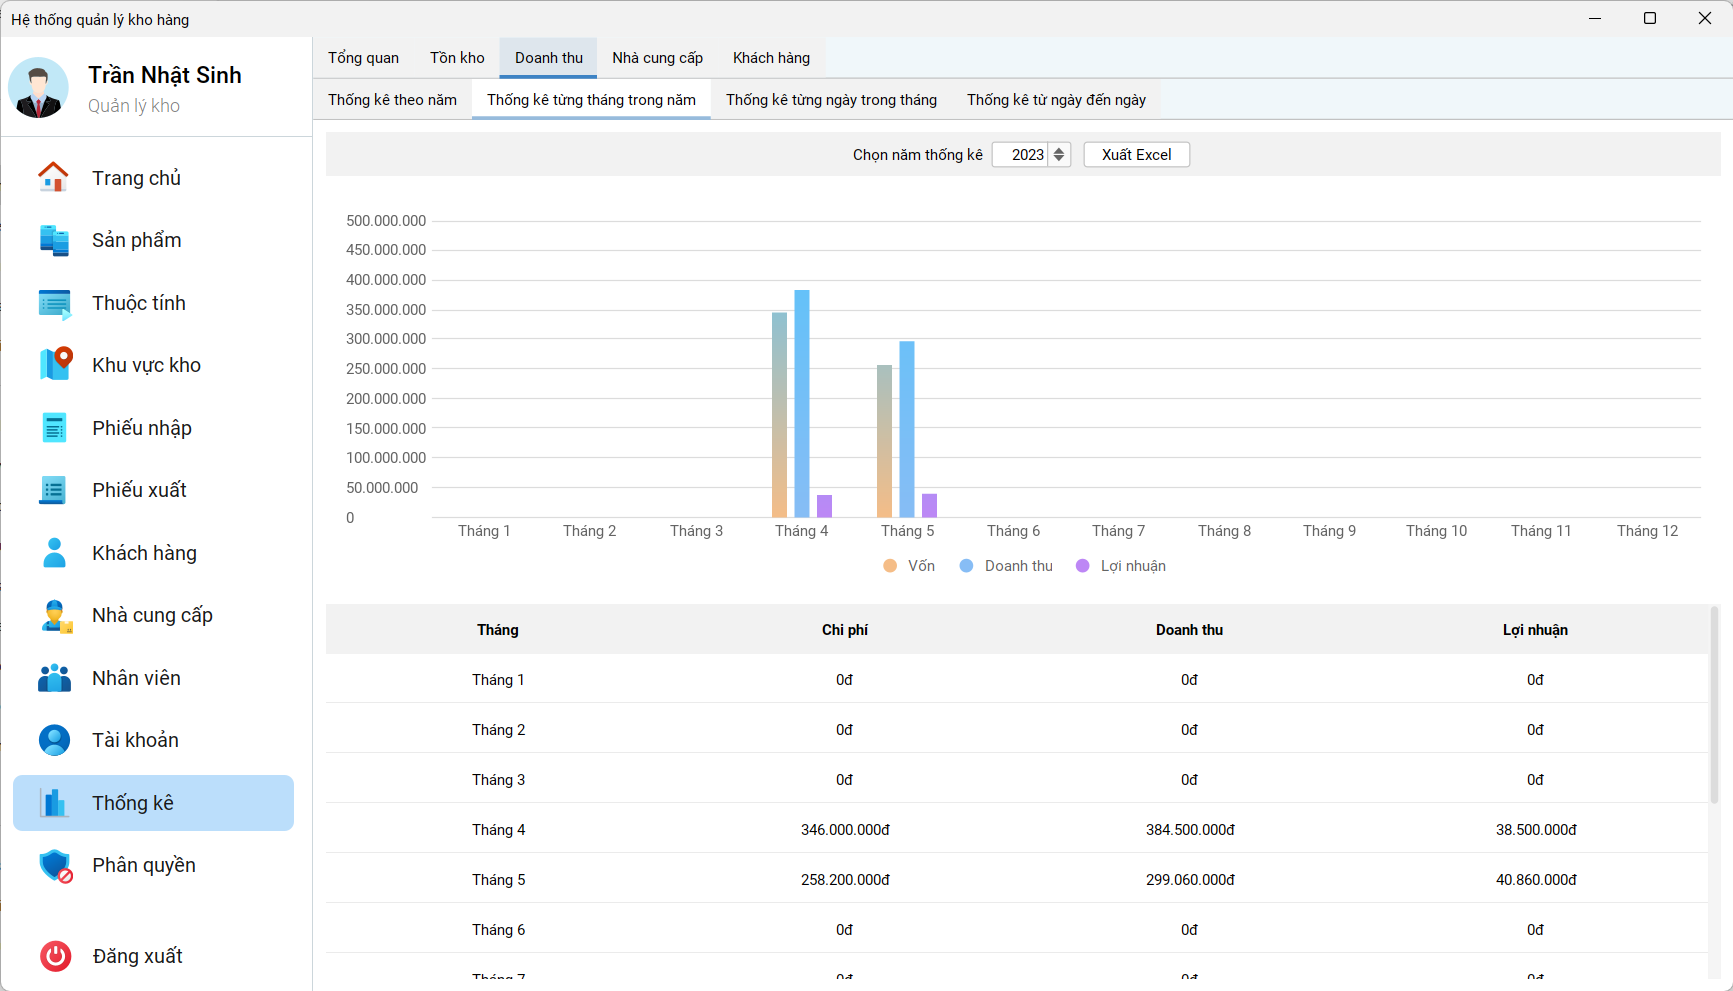 Hệ thống quản lý kho hàng
Trần Nhật Sinh
Quản lý kho
Trang chủ
Sản phẩm
Thuộc tính
Khu vực kho
Phiếu nhập
Phiếu xuất
Khách hàng
Nhà cung cấp
Nhân viên
Tài khoản
Thống kê
Phân quyền
Đăng xuất
Tổng quan Tồn kho Doanh thu Nhà cung cấp Khách hàng
Thống kê theo năm Thống kê từng tháng trong năm Thống kê từng ngày trong tháng Thống kê từ ngày đến ngày
Chọn năm thống kê 2023 Xuất Excel
500.000.000
450.000.000
400.000.000
350.000.000
300.000.000
250.000.000
200.000.000
150.000.000
100.000.000
50.000.000
0
Tháng 1 Tháng 2 Tháng 3 Tháng 4 Tháng 5 Tháng 6 Tháng 7 Tháng 8 Tháng 9 Tháng 10 Tháng 11 Tháng 12
Vốn Doanh thu Lợi nhuận
Tháng Chi phí Doanh thu Lợi nhuận
Tháng 1 0đ 0đ 0đ
Tháng 2 0đ 0đ 0đ
Tháng 3 0đ 0đ 0đ
Tháng 4 346.000.000đ 384.500.000đ 38.500.000đ
Tháng 5 258.200.000đ 299.060.000đ 40.860.000đ
Tháng 6 0đ 0đ 0đ
Tháng 7 0đ 0đ 0đ